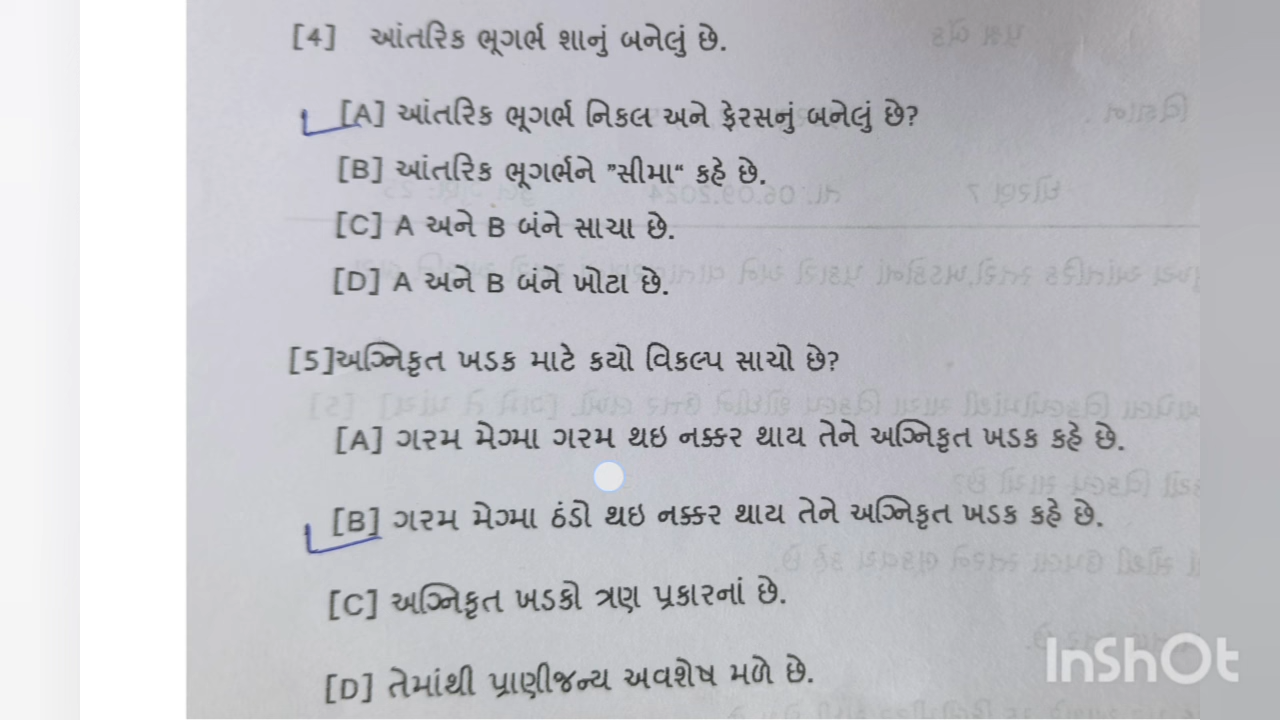 [4] આંતરિક ભૂગર્ભ શાનું બનેલું છે.
[A] આંતરિક ભૂગર્ભ નિકલ અને ફેરસનું બનેલું છે?
[B] આંતરિક ભૂગર્ભને "સીમા" કહે છે.
[C] A અને B બંને સાચા છે.
[D] A અને B બંને ખોટા છે.
[5]અગ્નિકૃત ખડક માટે કયો વિકલ્પ સાચો છે?
[A] ગરમ મેગ્મા ગરમ થઇ નક્કર થાય તેને અગ્નિકૃત ખડક કહે છે.
[B] ગરમ મેગ્મા ઠંડો થઇ નક્કર થાય તેને અગ્નિકૃત ખડક કહે છે.
[C] અગ્નિકૃત ખડકો ત્રણ પ્રકારનાં છે.
[D] તેમાંથી પ્રાણીજન્ય અવશેષ મળે છે.
InShOt